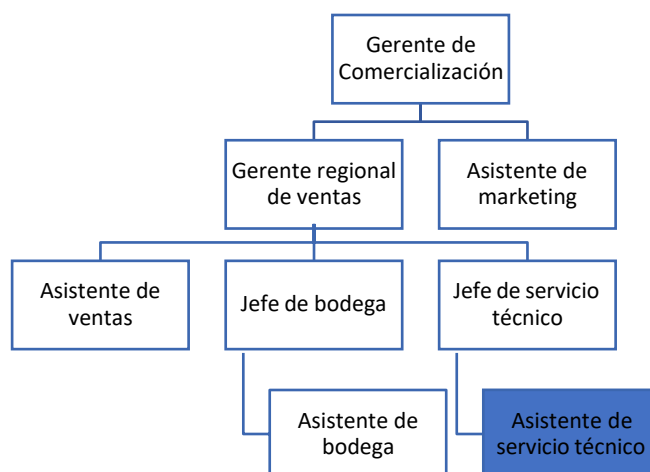 Gerente de
Comercialización
Gerente regional
de ventas
Asistente de
marketing
Asistente de
ventas
Jefe de bodega
Jefe de servicio
técnico
Asistente de
bodega
Asistente de
servicio técnico